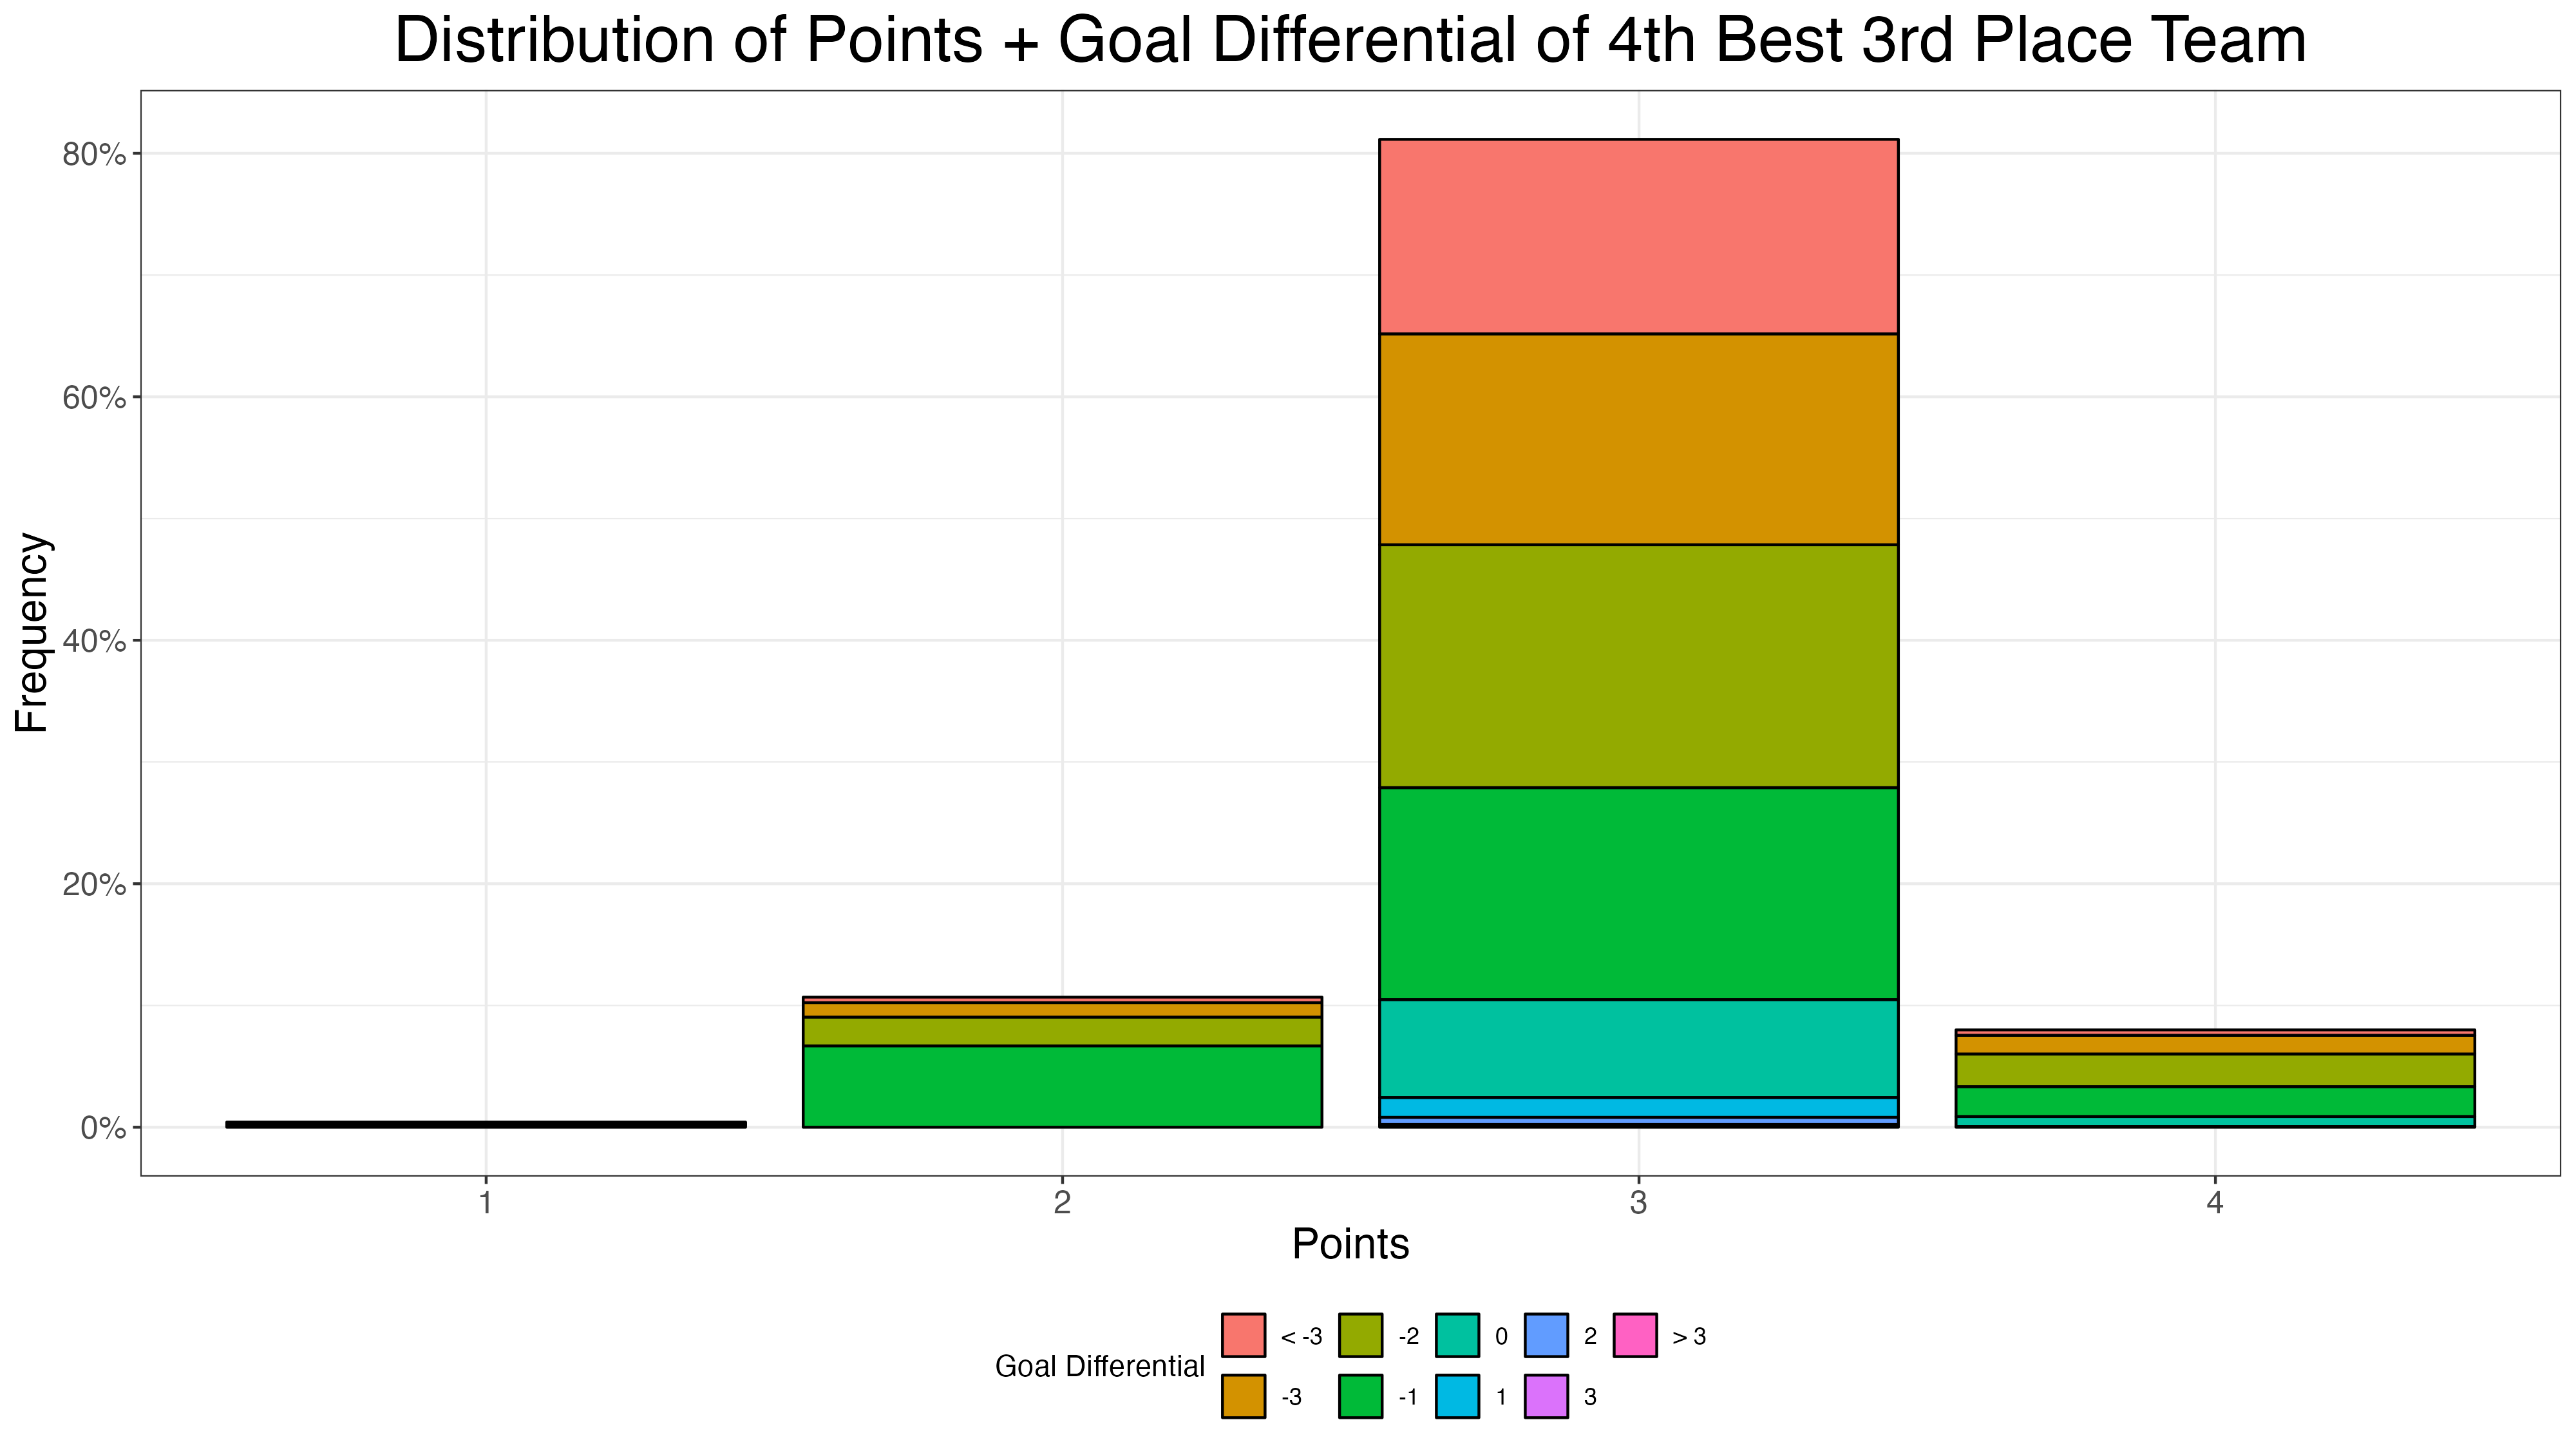 Distribution of Points + Goal Differential of 4th Best 3rd Place Team
Frequency
80%
60%
40%
20%
0%
1 2 3 4
Points
Goal Differential
< -3 -2 0 2 > 3
-3 -1 1 3